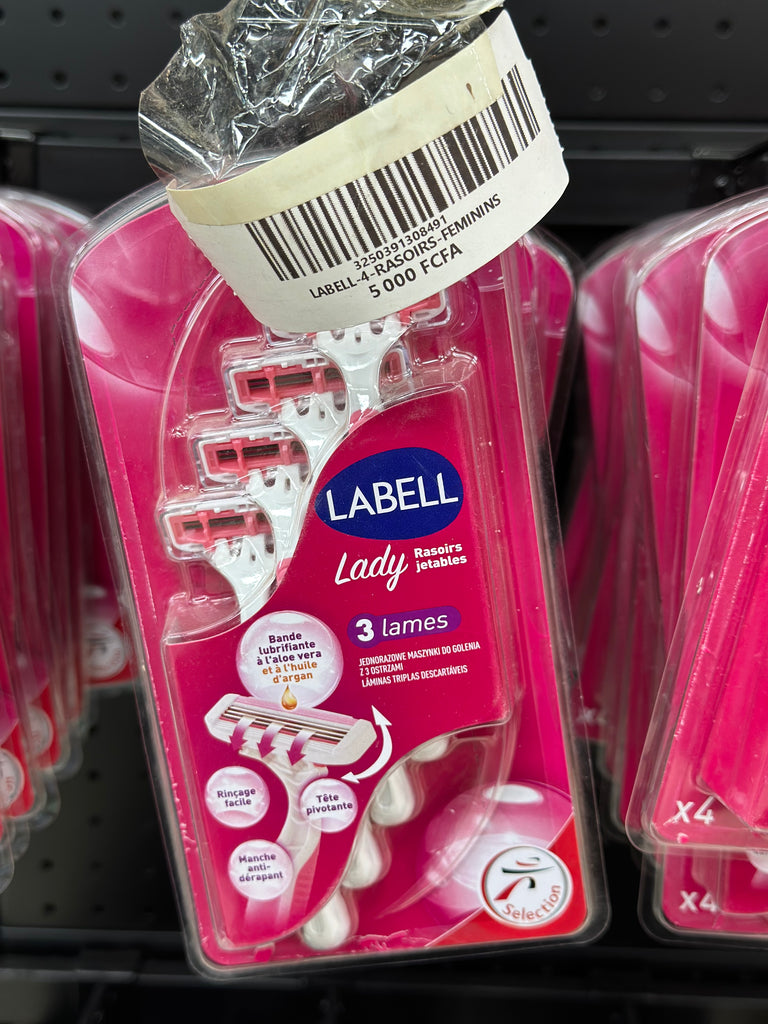 3250391308491
LABELL-4-RASOIRS-FEMININS
5 000 FCFA
LABELL
Lady
Rasoirs
jetables
3 lames
JEDNORAZOWE MASZYNKI DO GOLENIA
Z 3 OSTRZAMI
LÂMINAS TRIPLAS DESCARTÁVEIS
Bande
lubrifiante
à l'aloe vera
et à l'huile
d'argan
Rinçage
facile
Tête
pivotante
Manche
anti-
dérapant
Selection
X4
X4